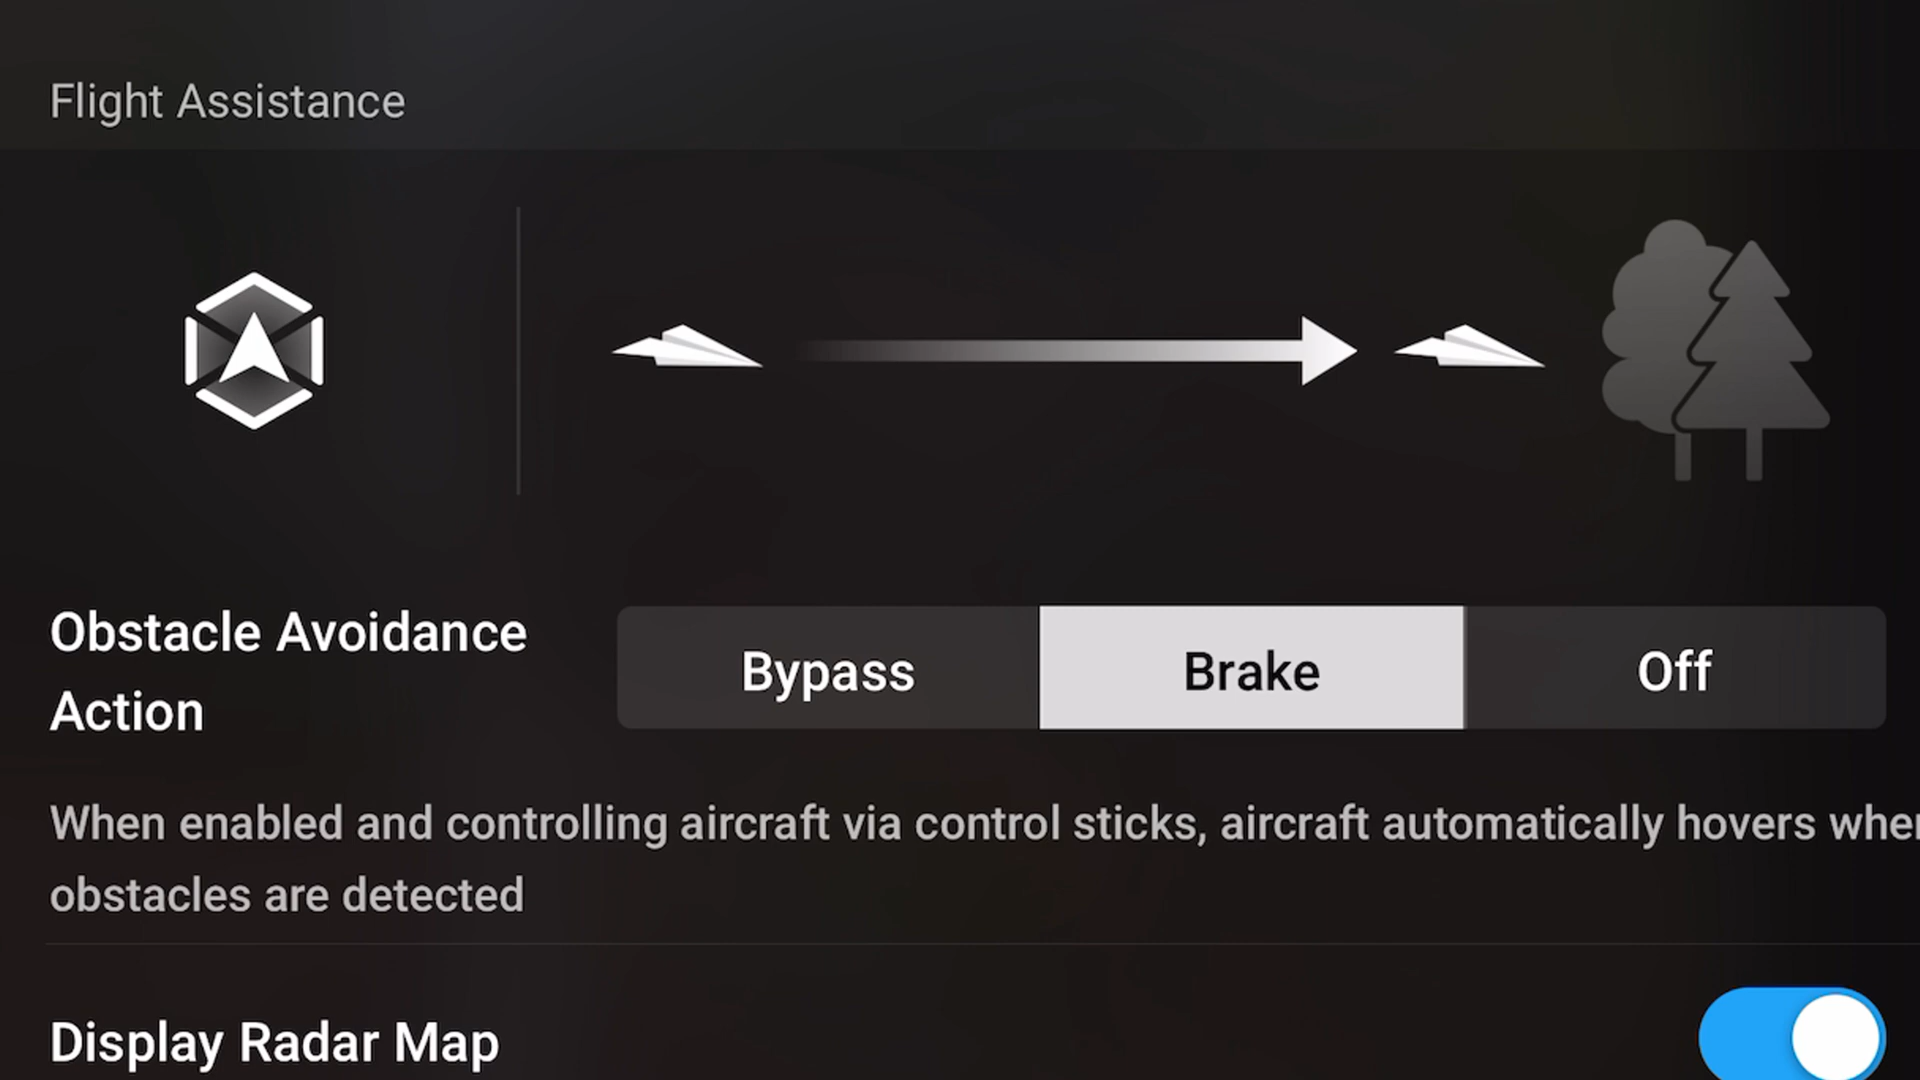 Flight Assistance
Obstacle Avoidance
Action
Bypass
Brake
Off
When enabled and controlling aircraft via control sticks, aircraft automatically hovers
obstacles are detected
Display Radar Map